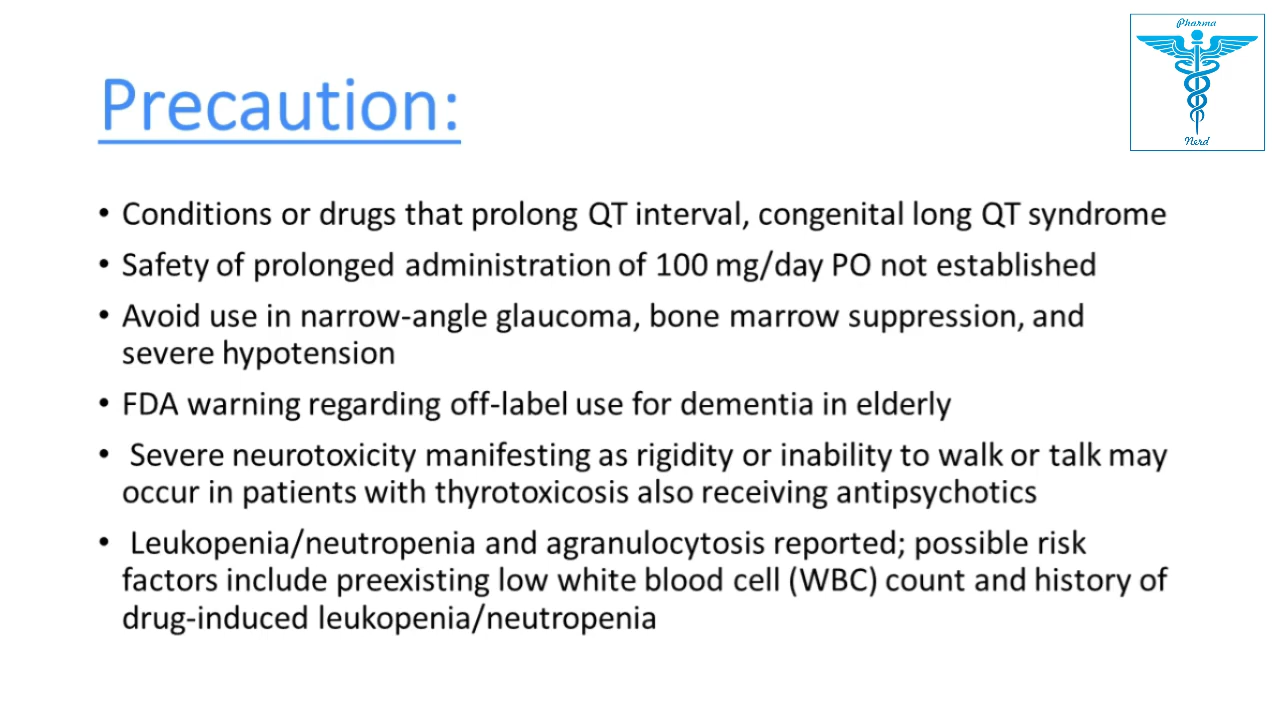 Pharma
Nerd
Precaution:
• Conditions or drugs that prolong QT interval, congenital long QT syndrome
• Safety of prolonged administration of 100 mg/day PO not established
• Avoid use in narrow-angle glaucoma, bone marrow suppression, and
severe hypotension
• FDA warning regarding off-label use for dementia in elderly
• Severe neurotoxicity manifesting as rigidity or inability to walk or talk may
occur in patients with thyrotoxicosis also receiving antipsychotics
• Leukopenia/neutropenia and agranulocytosis reported; possible risk
factors include preexisting low white blood cell (WBC) count and history of
drug-induced leukopenia/neutropenia